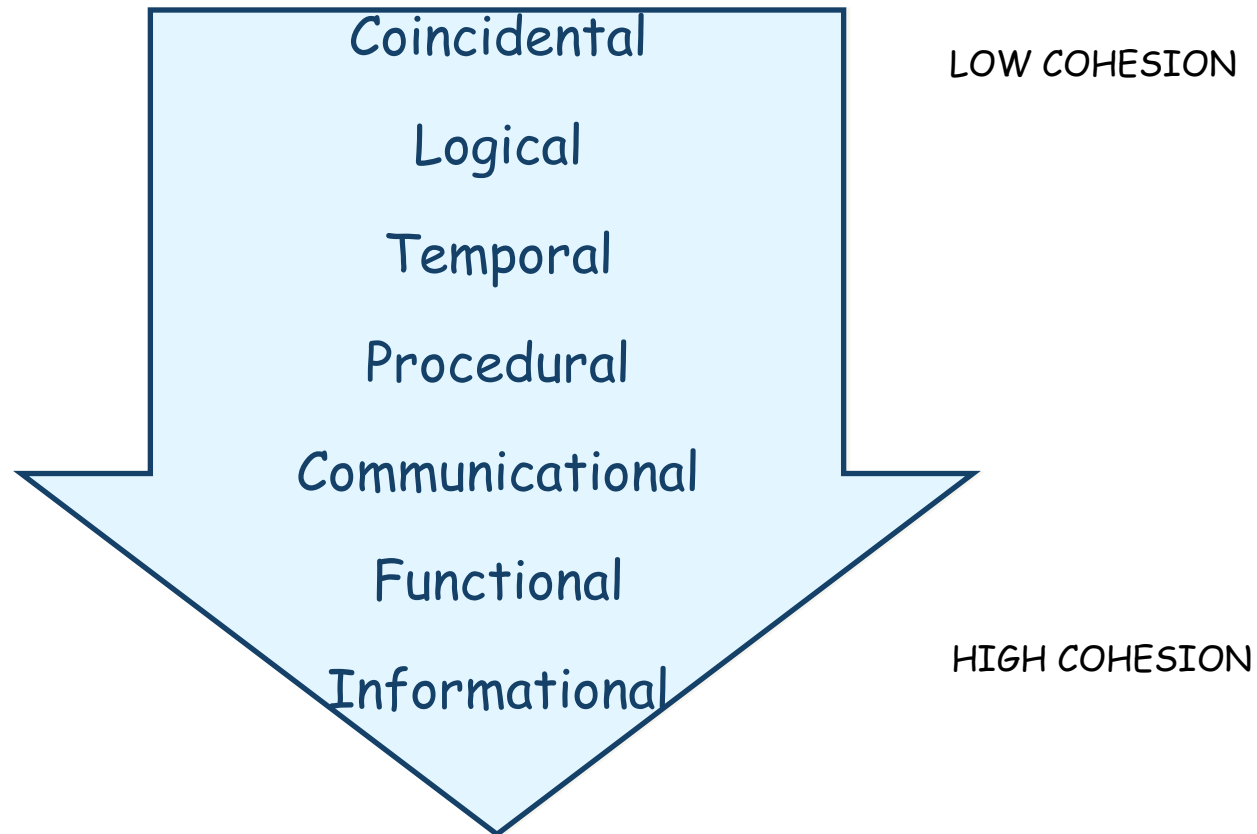 Coincidental
LOW COHESION
Logical
Temporal
Procedural
Communicational
Functional
HIGH COHESION
Informational